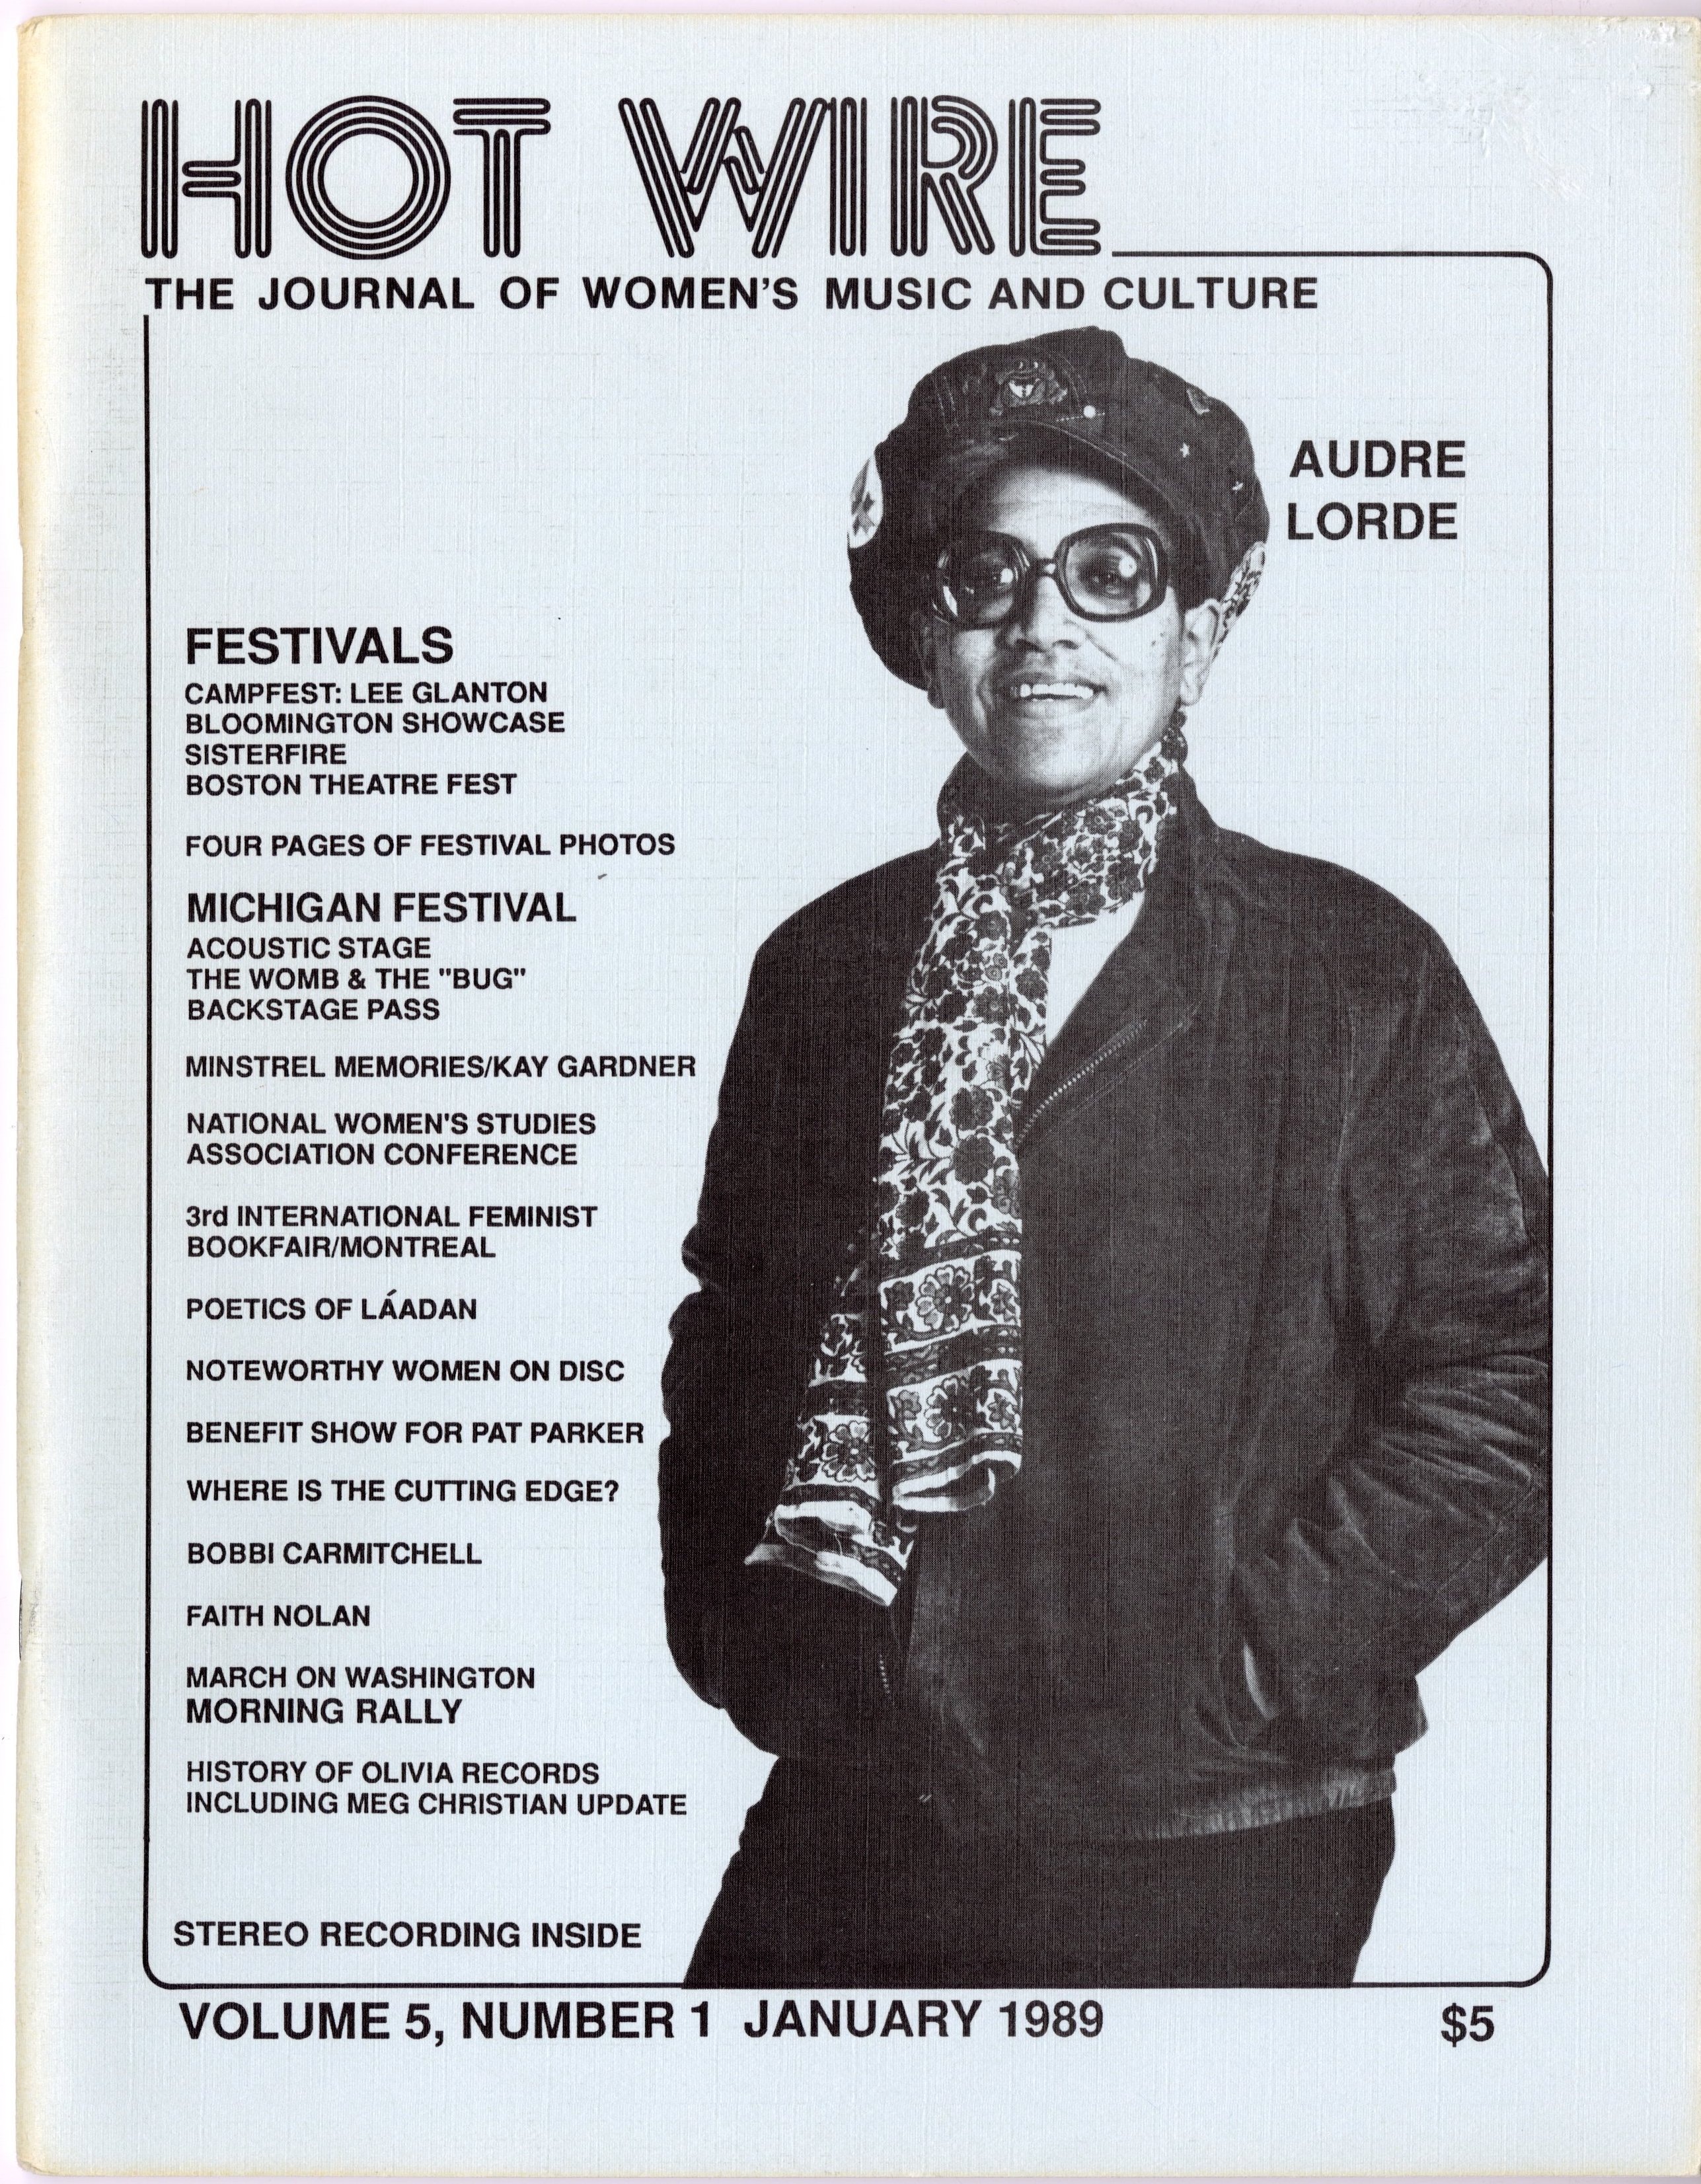 HOT WIRE
THE JOURNAL OF WOMEN'S MUSIC AND CULTURE
AUDRE
LORDE
FESTIVALS
CAMPFEST: LEE GLANTON
BLOOMINGTON SHOWCASE
SISTERFIRE
BOSTON THEATRE FEST
FOUR PAGES OF FESTIVAL PHOTOS
MICHIGAN FESTIVAL
ACOUSTIC STAGE
THE WOMB & THE "BUG"
BACKSTAGE PASS
MINSTREL MEMORIES/KAY GARDNER
NATIONAL WOMEN'S STUDIES
ASSOCIATION CONFERENCE
3rd INTERNATIONAL FEMINIST
BOOKFAIR/MONTREAL
POETICS OF LÁADAN
NOTEWORTHY WOMEN ON DISC
BENEFIT SHOW FOR PAT PARKER
WHERE IS THE CUTTING EDGE?
BOBBI CARMITCHELL
FAITH NOLAN
MARCH ON WASHINGTON
MORNING RALLY
HISTORY OF OLIVIA RECORDS
INCLUDING MEG CHRISTIAN UPDATE
STEREO RECORDING INSIDE
VOLUME 5, NUMBER 1 JANUARY 1989
$5